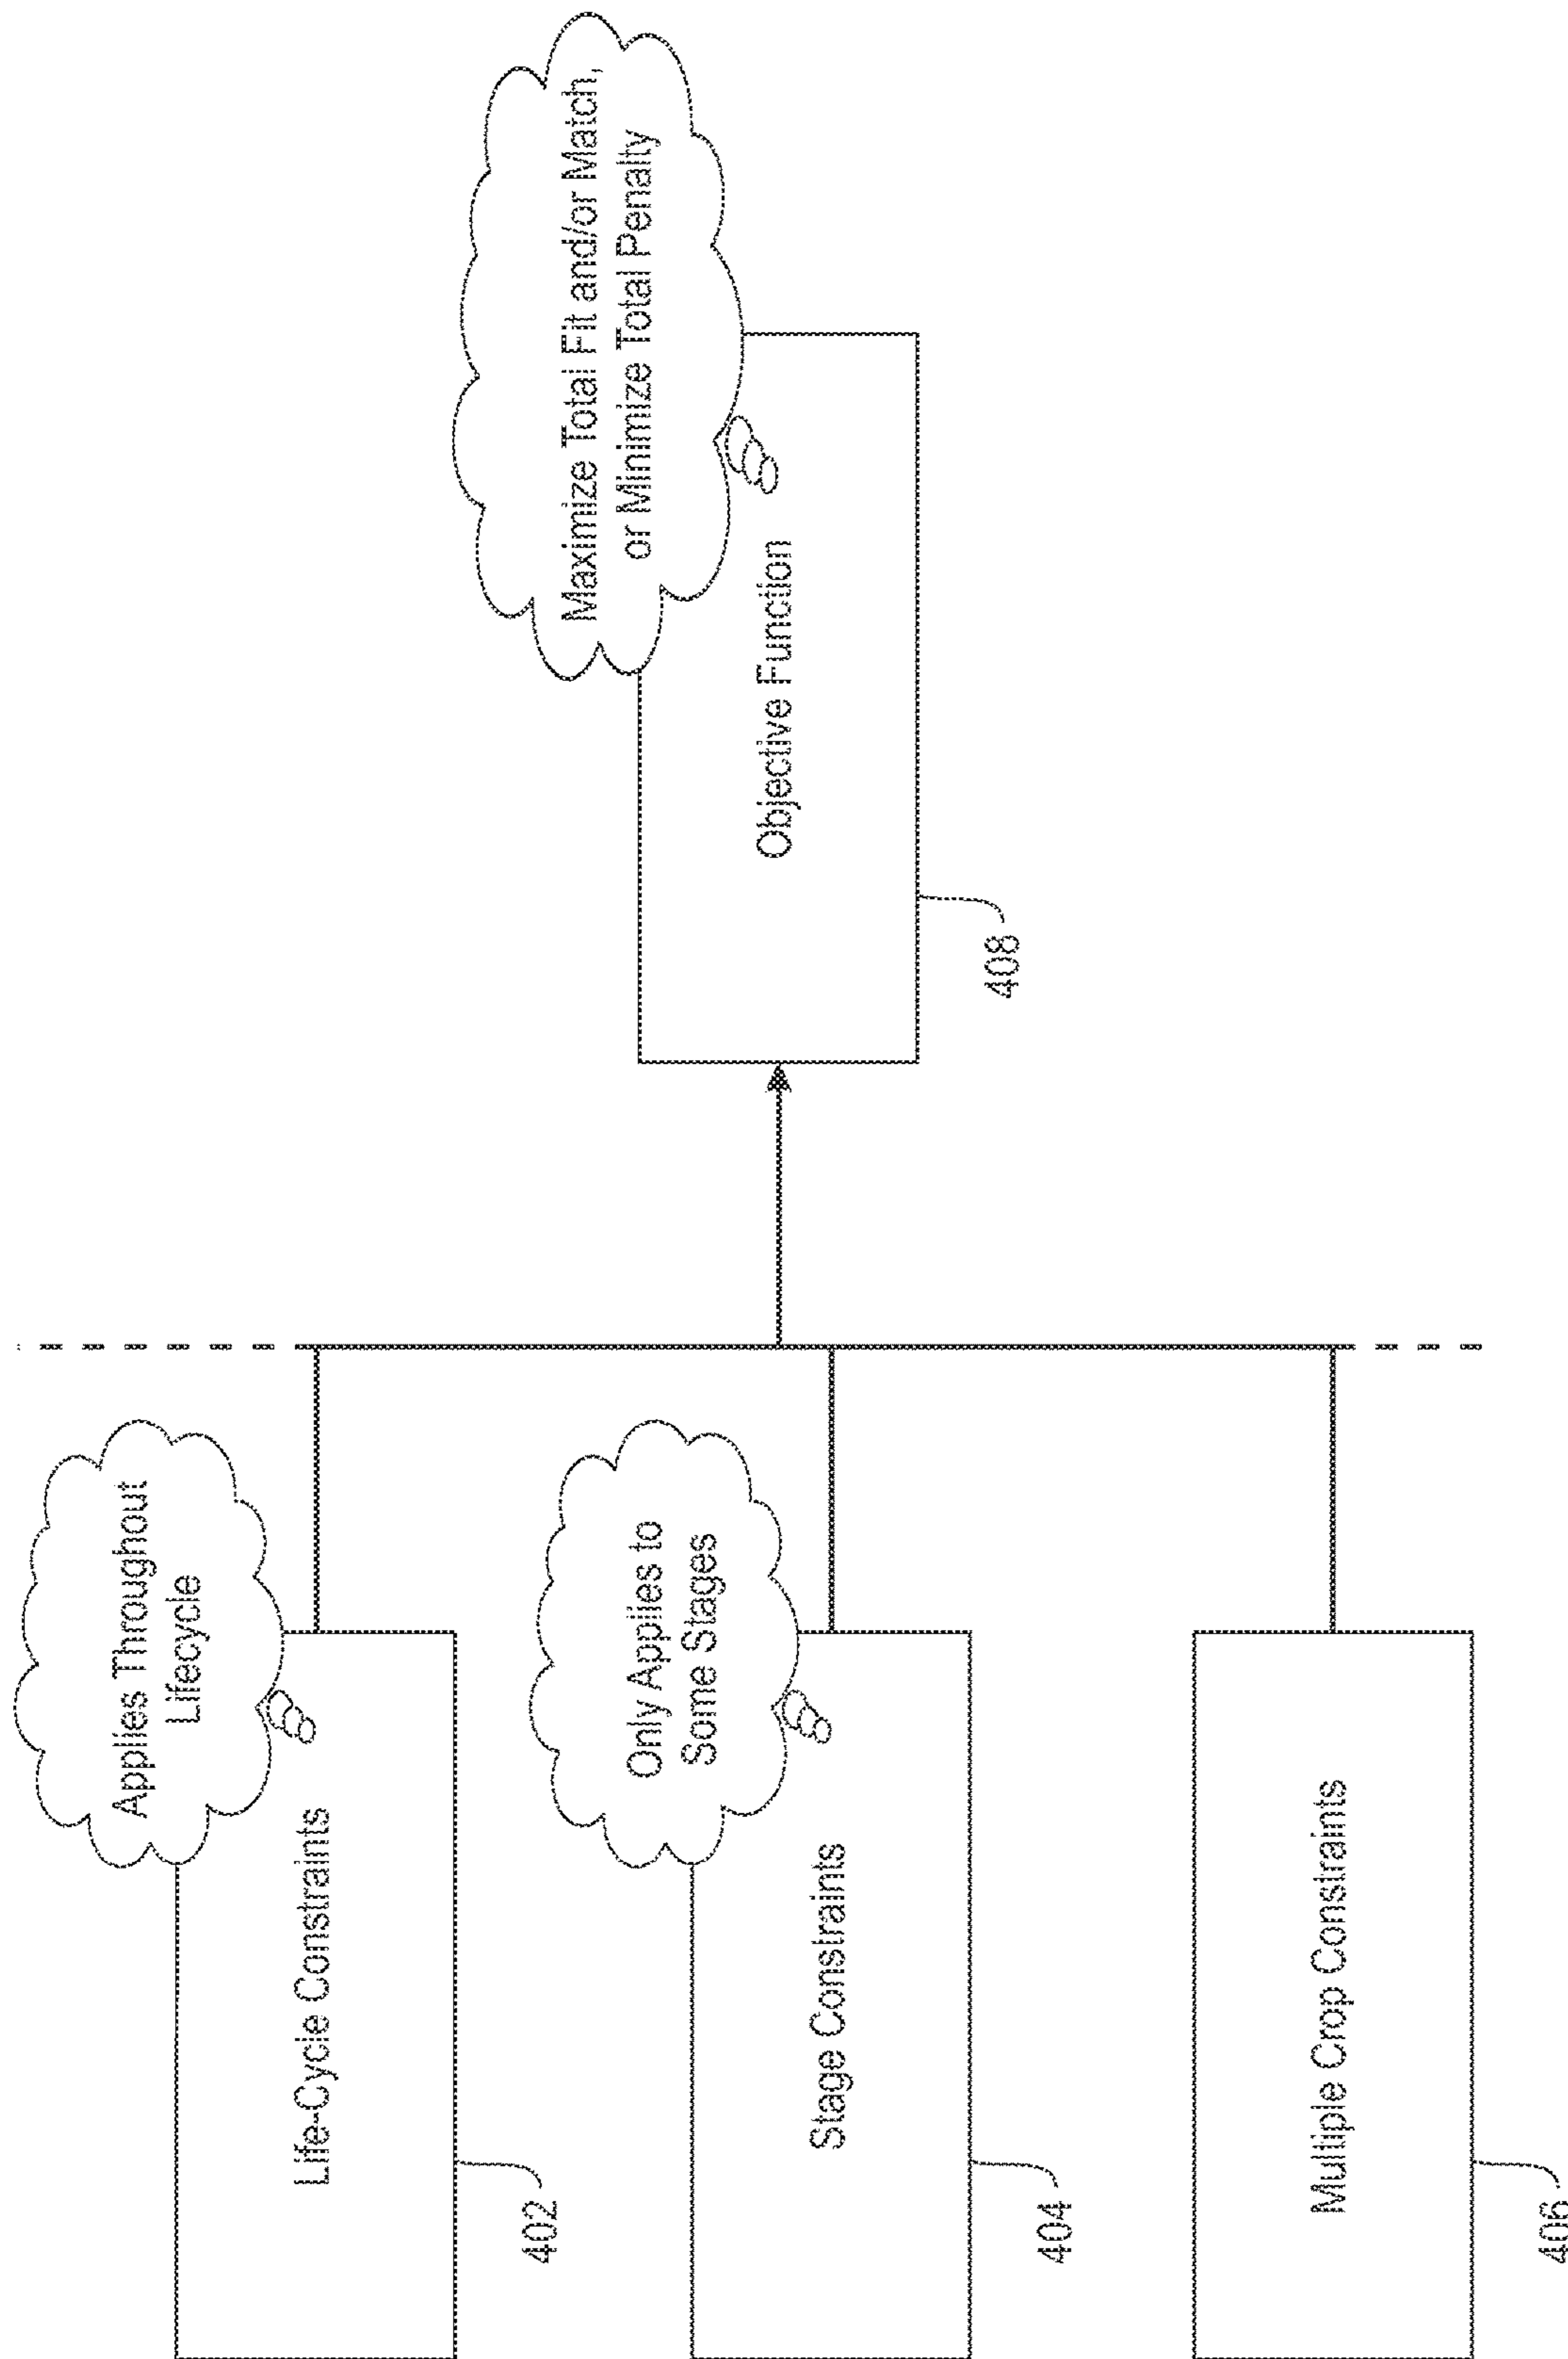 Applies Throughout
Lifecycle
Life-Cycle Constraints
402
Only Applies to
Some Stages
Stage Constraints
404
Multiple Crop Constraints
406
Maximize Total Fit and/or Match,
or Minimize Total Penalty
Objective Function
408